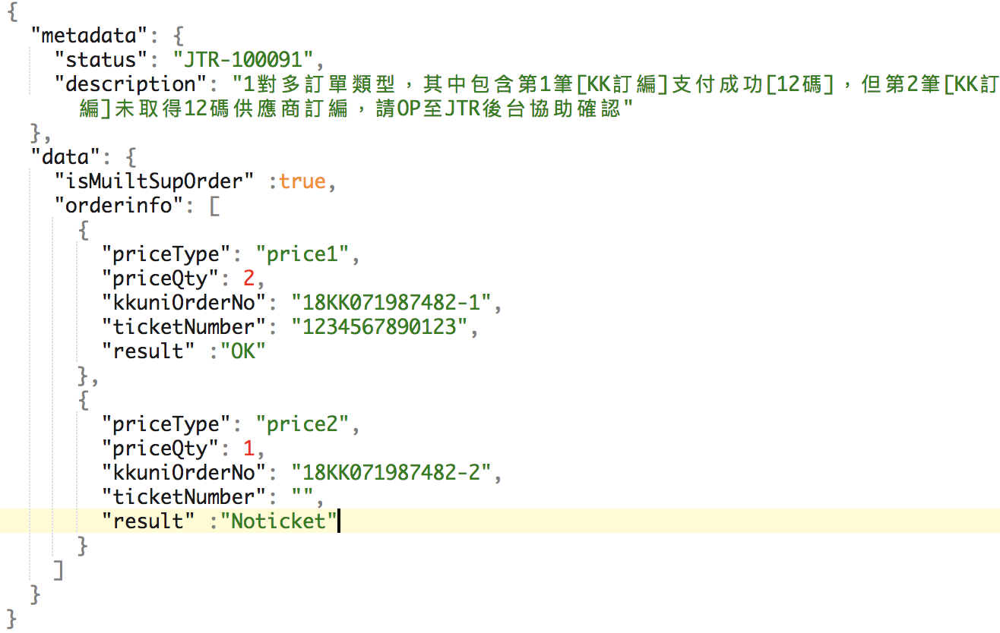 {
"metadata": {
"status": "JTR-100091",
"description": "1對多訂單類型，其中包含第1筆[KK訂編]支付成功[12碼]，但第2筆[KK訂
編]未取得12碼供應商訂編，請OP至JTR後台協助確認"
},
"data": {
"isMuiltSupOrder" :true,
"orderinfo": [
{
"priceType": "price1",
"priceQty": 2,
"kkuniOrderNo": "18KK071987482-1",
"ticketNumber": "1234567890123",
"result" :"OK"
},
{
"priceType": "price2",
"priceQty": 1,
"kkuniOrderNo": "18KK071987482-2",
"ticketNumber": "",
"result" :"Noticket"
}
]
}
}